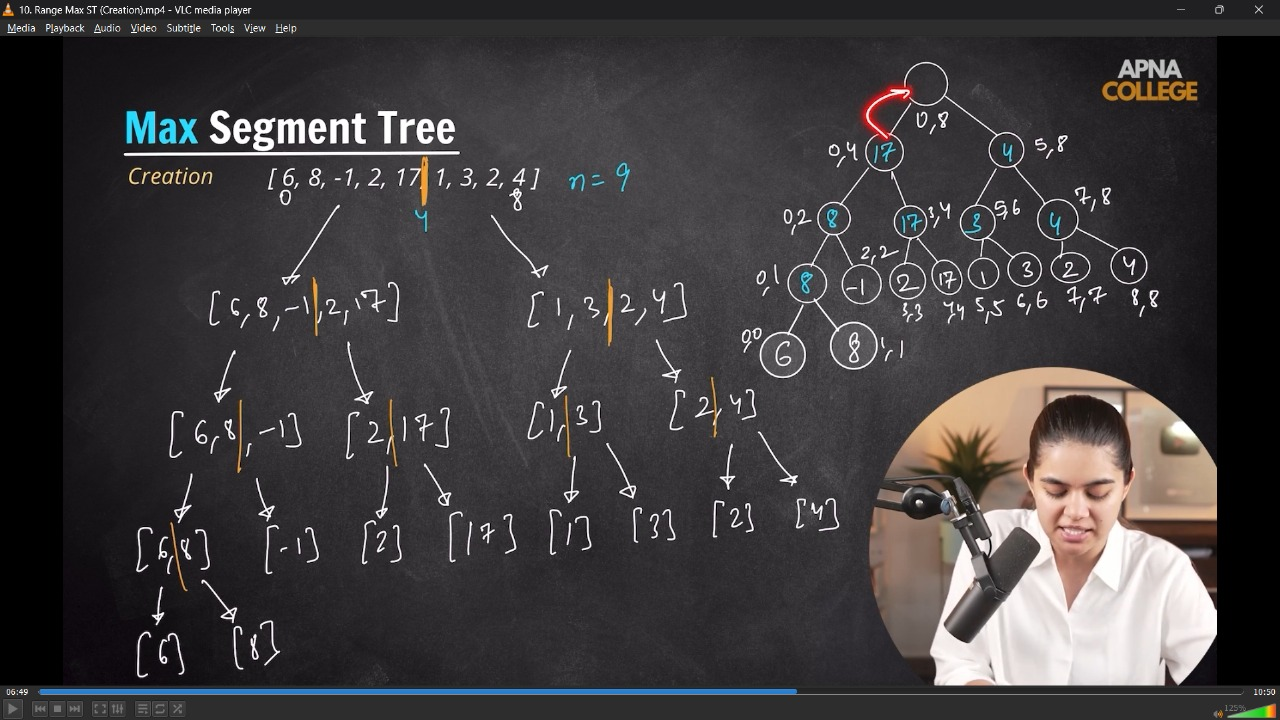 10. Range Max ST (Creation).mp4 - VLC media player
Media Playback Audio Video Subtitle Tools View Help
APNA
COLLEGE
Max Segment Tree
Creation
[6, 8, -1, 2, 17, 1, 3, 2, 4] n = 9
0 4 8
[6, 8, -1, 2, 17] [1, 3, 2, 4]
[6, 8, -1] [2, 17] [1, 3] [2, 4]
[6, 8] [-1] [2] [17] [1] [3] [2] [4]
[6] [8]
0,8
0,4 17 4 5,8
0,2 8 17 3,4 3 5,6 4 7,8
0,1 8 2,2 -1 2 17 1 3 2 4
3,3 5,5 6,6 7,7 8,8
0,0 6 8 1,1
06:49 10:50
125%